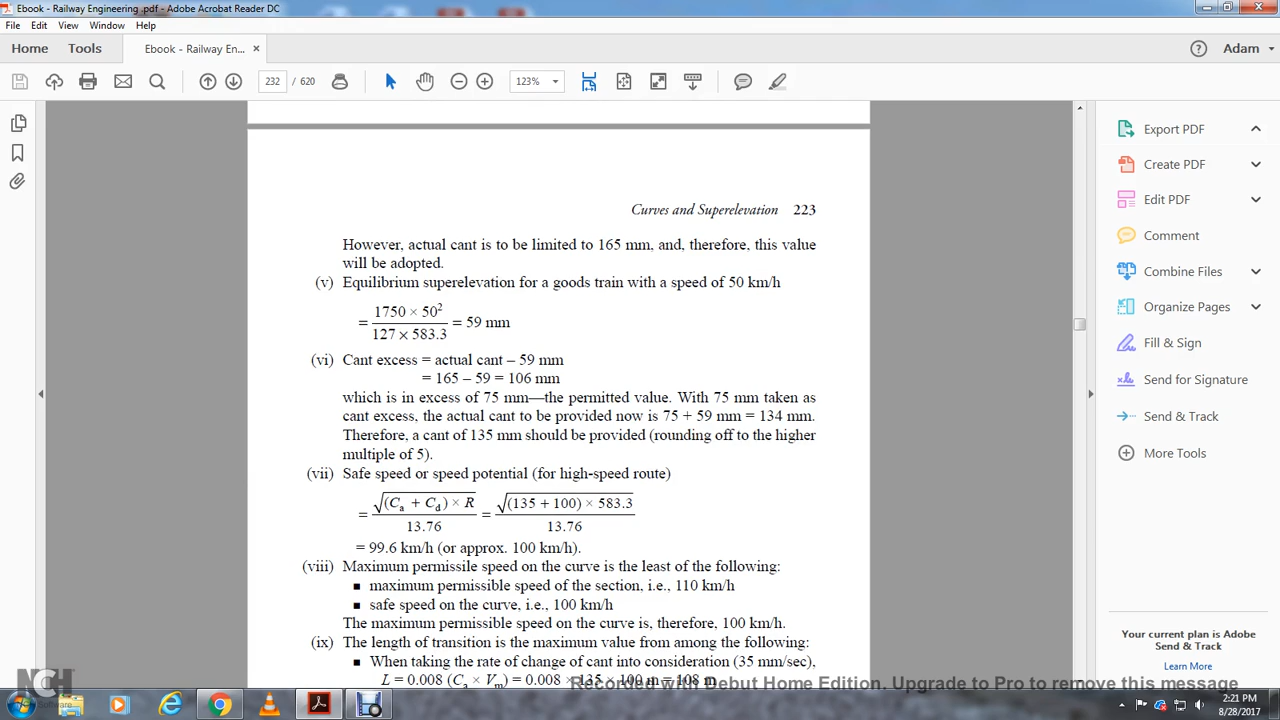 Ebook - Railway Engineering .pdf - Adobe Acrobat Reader DC
File Edit View Window Help
Home Tools Ebook - Railway En... × Adam
232 / 620 123%
Curves and Superelevation 223
However, actual cant is to be limited to 165 mm, and, therefore, this value
will be adopted.
(v) Equilibrium superelevation for a goods train with a speed of 50 km/h
= 1750 × 50² / 127 × 583.3 = 59 mm
(vi) Cant excess = actual cant – 59 mm
= 165 – 59 = 106 mm
which is in excess of 75 mm—the permitted value. With 75 mm taken as
cant excess, the actual cant to be provided now is 75 + 59 mm = 134 mm.
Therefore, a cant of 135 mm should be provided (rounding off to the higher
multiple of 5).
(vii) Safe speed or speed potential (for high-speed route)
= √(Ca + Cd) × R / 13.76 = √(135 + 100) × 583.3 / 13.76
= 99.6 km/h (or approx. 100 km/h).
(viii) Maximum permissile speed on the curve is the least of the following:
■ maximum permissible speed of the section, i.e., 110 km/h
■ safe speed on the curve, i.e., 100 km/h
The maximum permissible speed on the curve is, therefore, 100 km/h.
(ix) The length of transition is the maximum value from among the following:
■ When taking the rate of change of cant into consideration (35 mm/sec),
L = 0.008 (Ca × Vm) = 0.008 × 135 × 100 m = 108 m
Export PDF
Create PDF
Edit PDF
Comment
Combine Files
Organize Pages
Fill & Sign
Send for Signature
Send & Track
More Tools
Your current plan is Adobe
Send & Track
Learn More
NCH
Software
Recorded with Debut Home Edition. Upgrade to Pro to remove this message
2:21 PM
8/28/2017